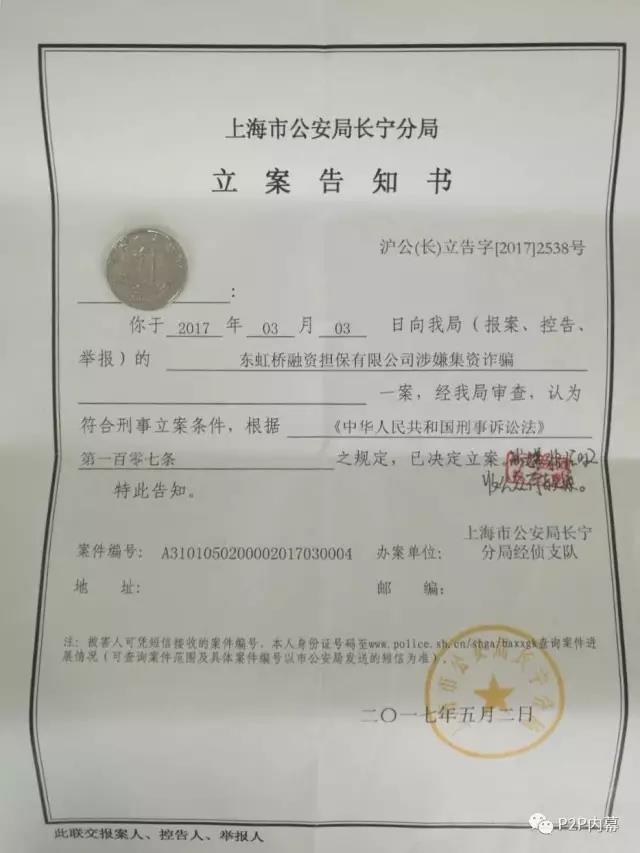 上海市公安局长宁分局
立案告知书
沪公(长)立告字[2017]2538号
:
你于 2017 年 03 月 03 日向我局（报案、控告、
举报）的 东虹桥融资担保有限公司涉嫌集资诈骗
一案，经我局审查，认为
符合刑事立案条件，根据 《中华人民共和国刑事诉讼法》
第一百零七条 之规定，已决定立案
特此告知。
案件编号: A3101050200002017030004 办案单位: 上海市公安局长宁
分局经侦支队
地 址: 邮 编:
注: 被害人可凭短信接收的案件编号、本人身份证号码至www.police.sh.cn/shga/baxxgk查询案件进
展情况（可查询案件范围及具体案件编号以市公安局发送的短信为准）。
上海市公安局长宁分局
二〇一七年五月二日
此联交报案人、控告人、举报人
P2P内幕